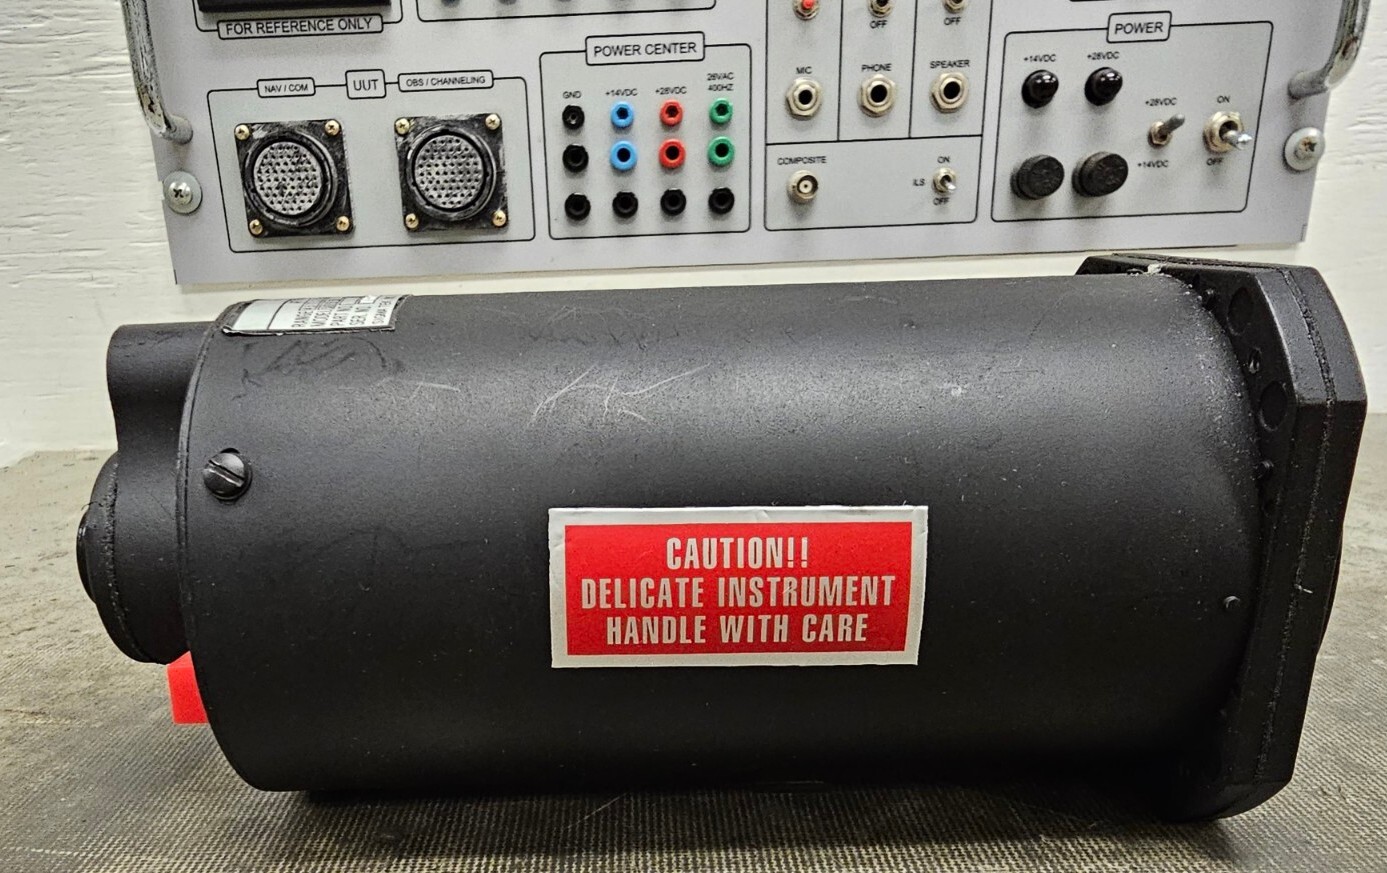 FOR REFERENCE ONLY
POWER CENTER
POWER
NAV / COM
UUT
OBS / CHANNELING
GND
+14VDC
+28VDC
26VAC
400HZ
MIC
PHONE
OFF
SPEAKER
OFF
COMPOSITE
ILS
ON
OFF
+14VDC
+28VDC
+28VDC
+14VDC
ON
OFF
CAUTION!!
DELICATE INSTRUMENT
HANDLE WITH CARE